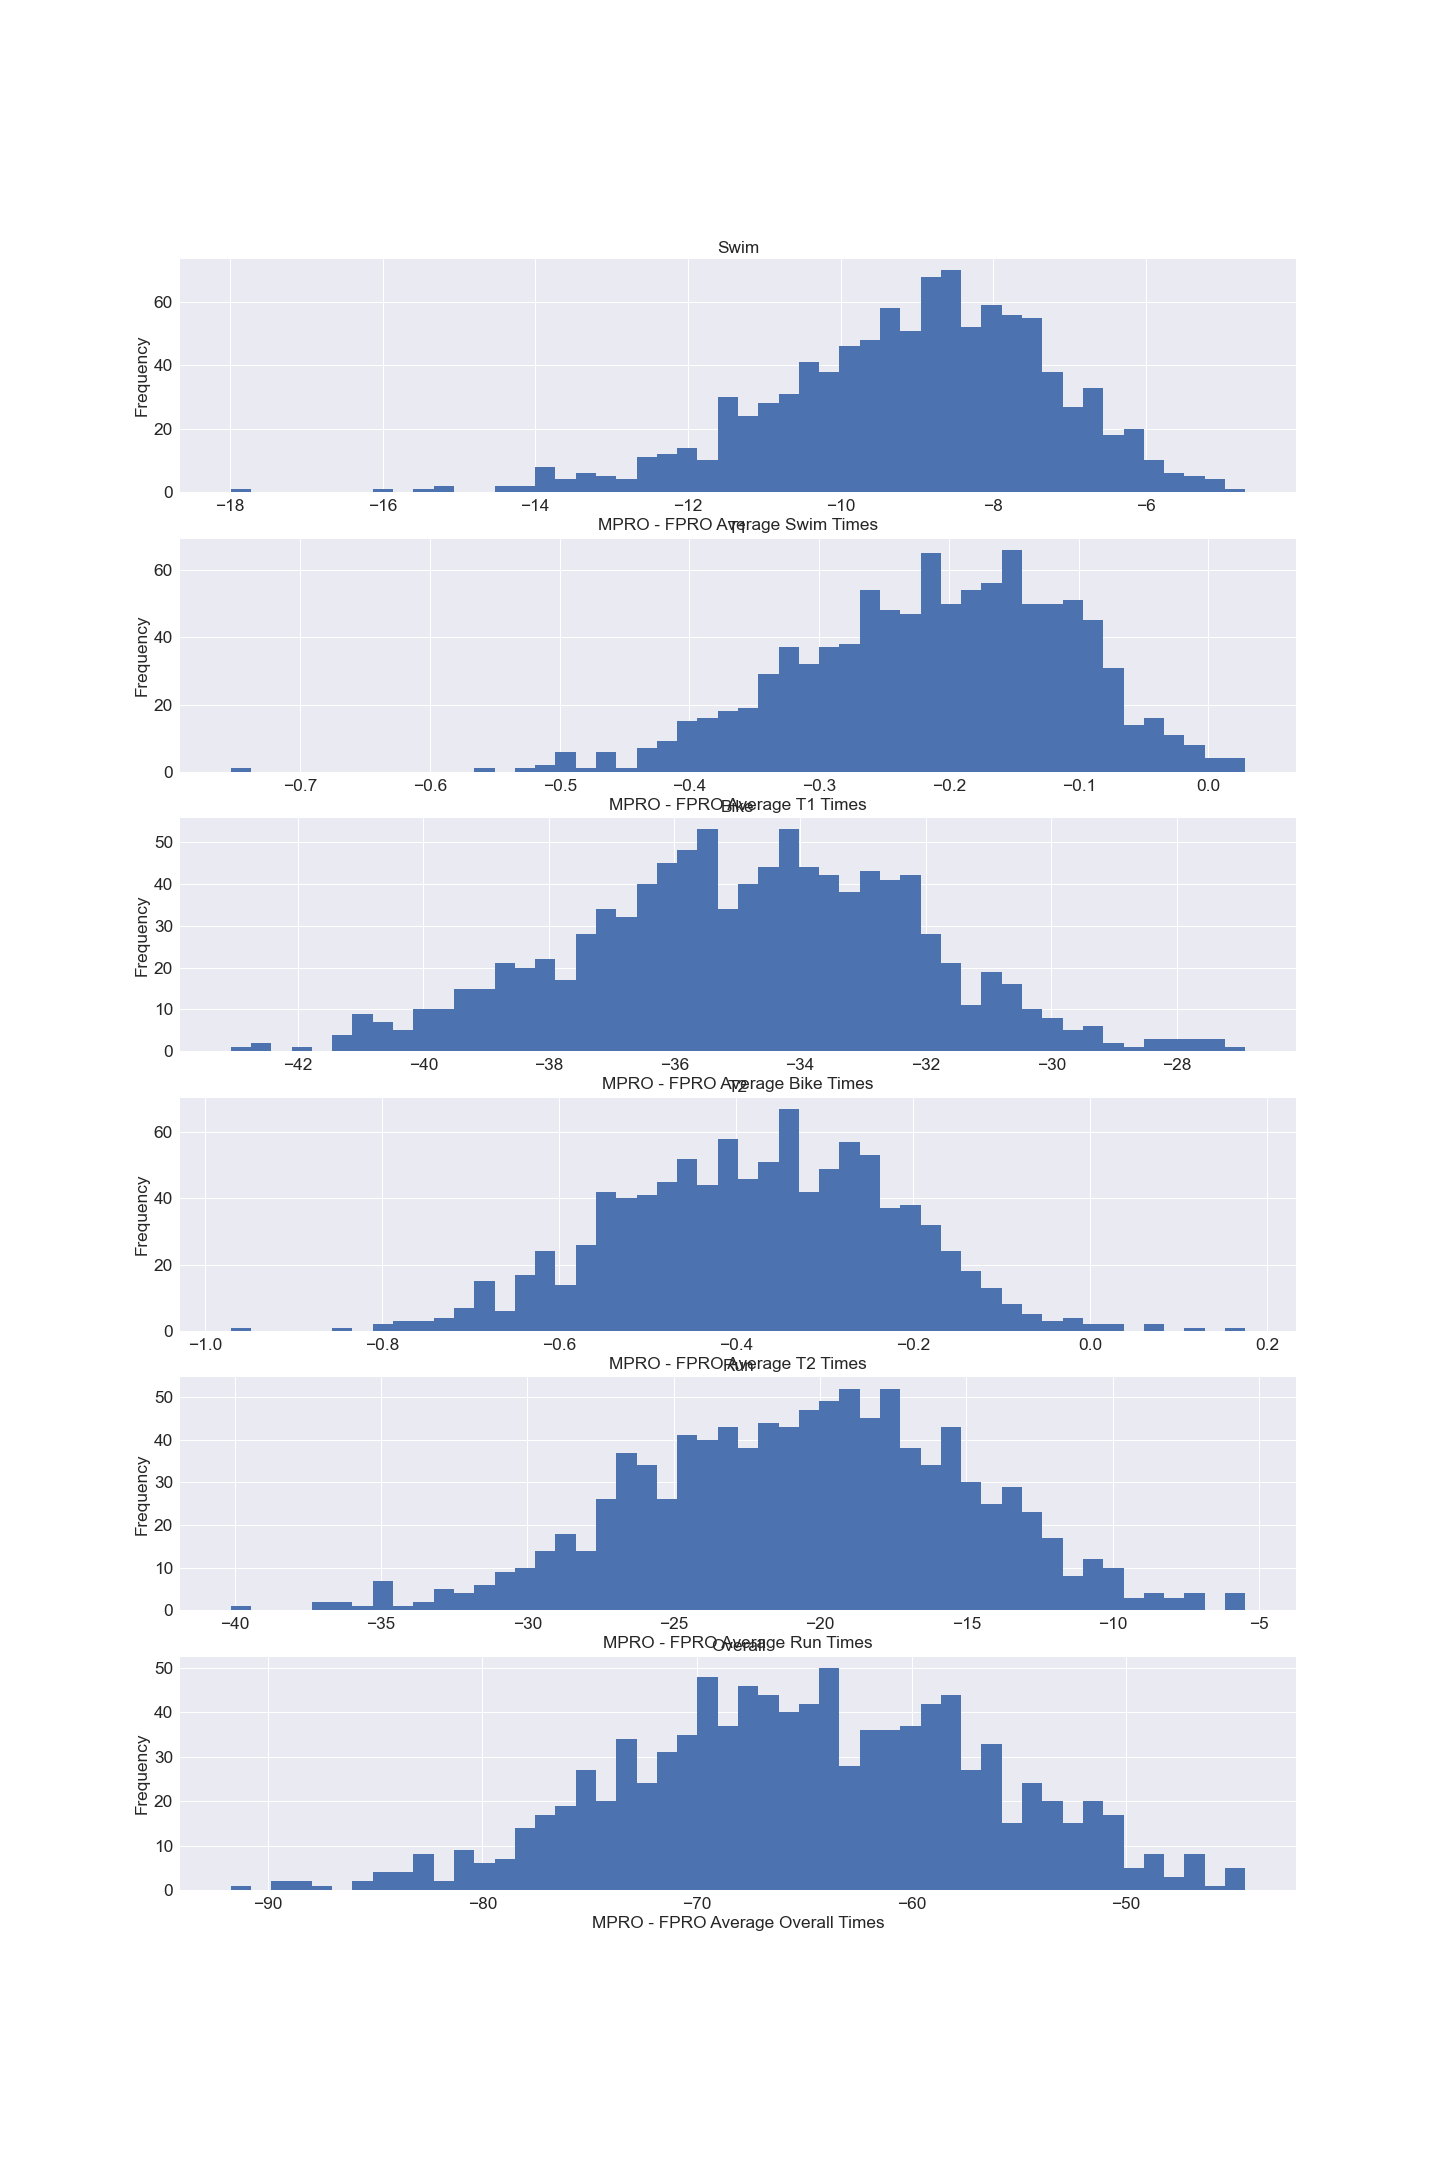 Swim
Frequency
60
40
20
0
−18 −16 −14 −12 −10 −8 −6
MPRO - FPRO Average Swim Times
T1
Frequency
60
40
20
0
−0.7 −0.6 −0.5 −0.4 −0.3 −0.2 −0.1 0.0
MPRO - FPRO Average T1 Times
Bike
Frequency
50
40
30
20
10
0
−42 −40 −38 −36 −34 −32 −30 −28
MPRO - FPRO Average Bike Times
T2
Frequency
60
40
20
0
−1.0 −0.8 −0.6 −0.4 −0.2 0.0 0.2
MPRO - FPRO Average T2 Times
Run
Frequency
50
40
30
20
10
0
−40 −35 −30 −25 −20 −15 −10 −5
MPRO - FPRO Average Run Times
Overall
Frequency
50
40
30
20
10
0
−90 −80 −70 −60 −50
MPRO - FPRO Average Overall Times